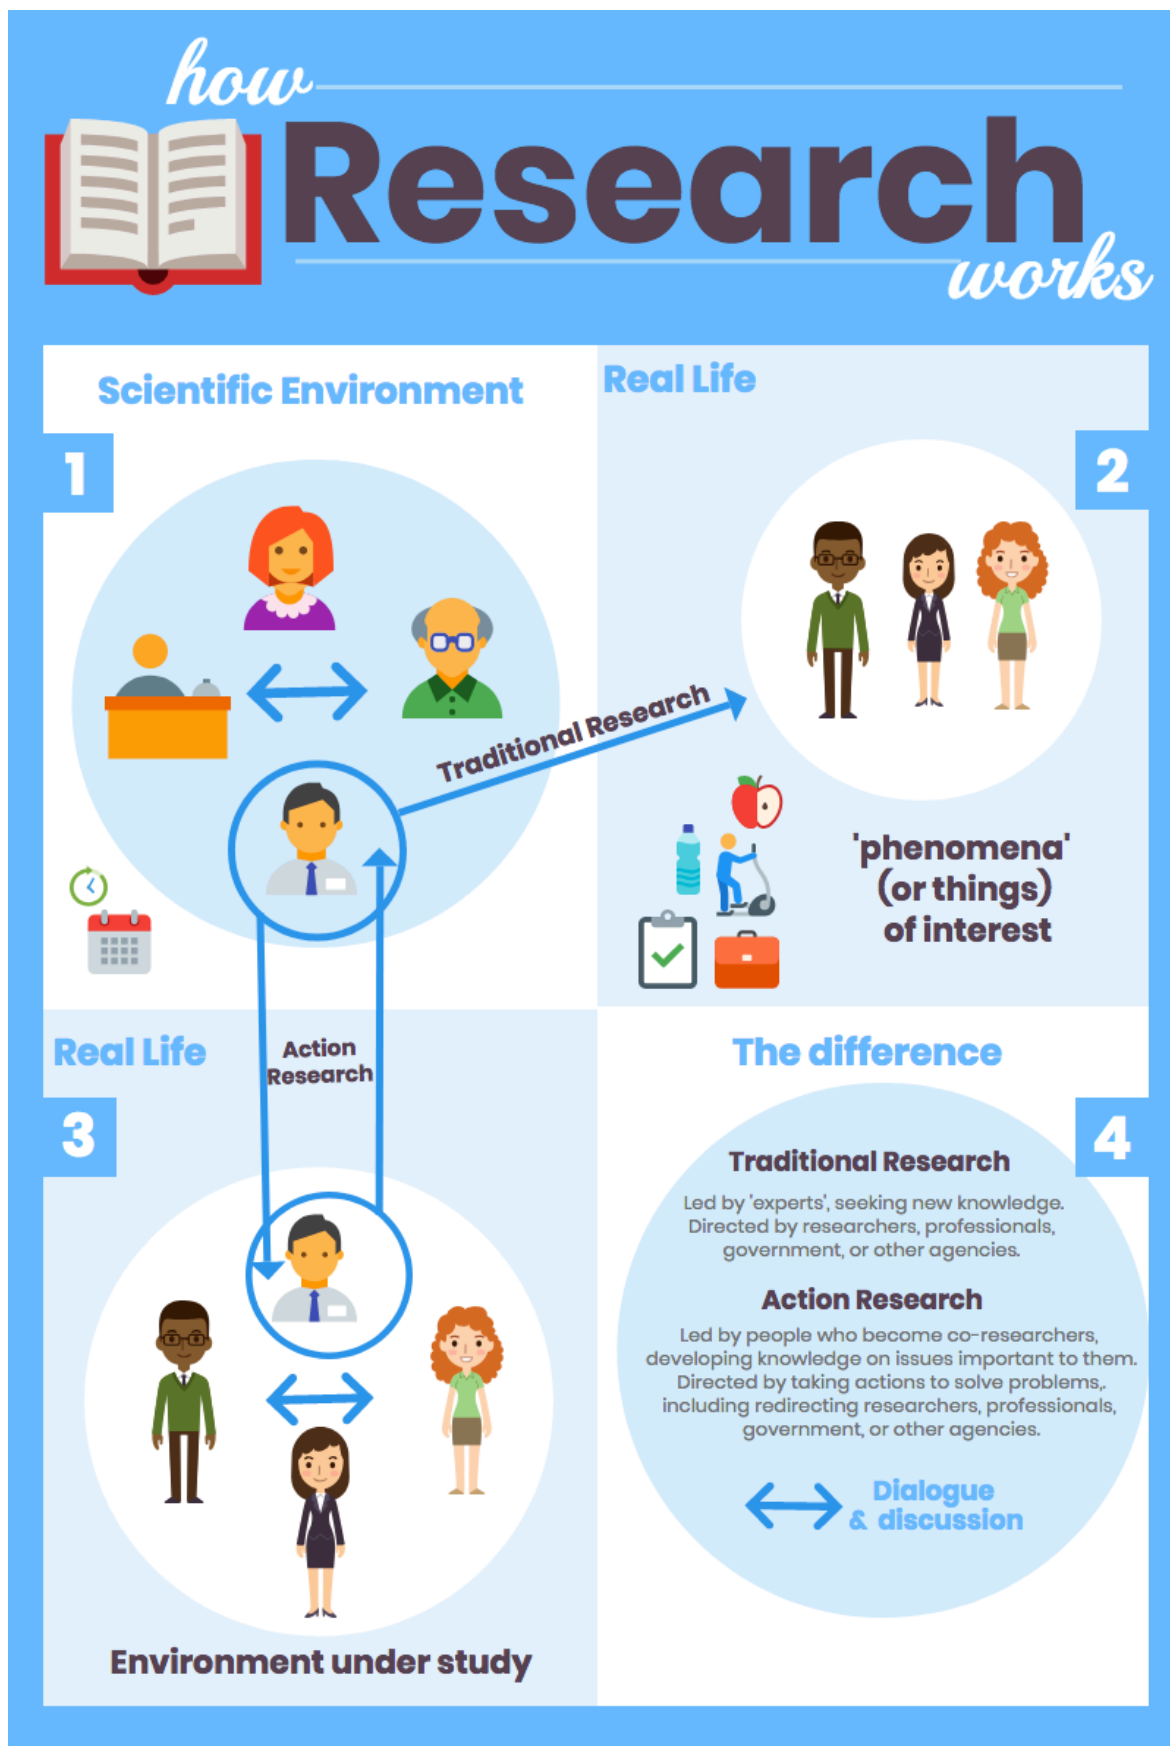 how
Research
works
Scientific Environment
1
Traditional Research
Real Life
2
'phenomena'
(or things)
of interest
Real Life
3
Action
Research
Environment under study
The difference
4
Traditional Research
Led by 'experts', seeking new knowledge.
Directed by researchers, professionals,
government, or other agencies.
Action Research
Led by people who become co-researchers,
developing knowledge on issues important to them.
Directed by taking actions to solve problems,.
including redirecting researchers, professionals,
government, or other agencies.
Dialogue
& discussion